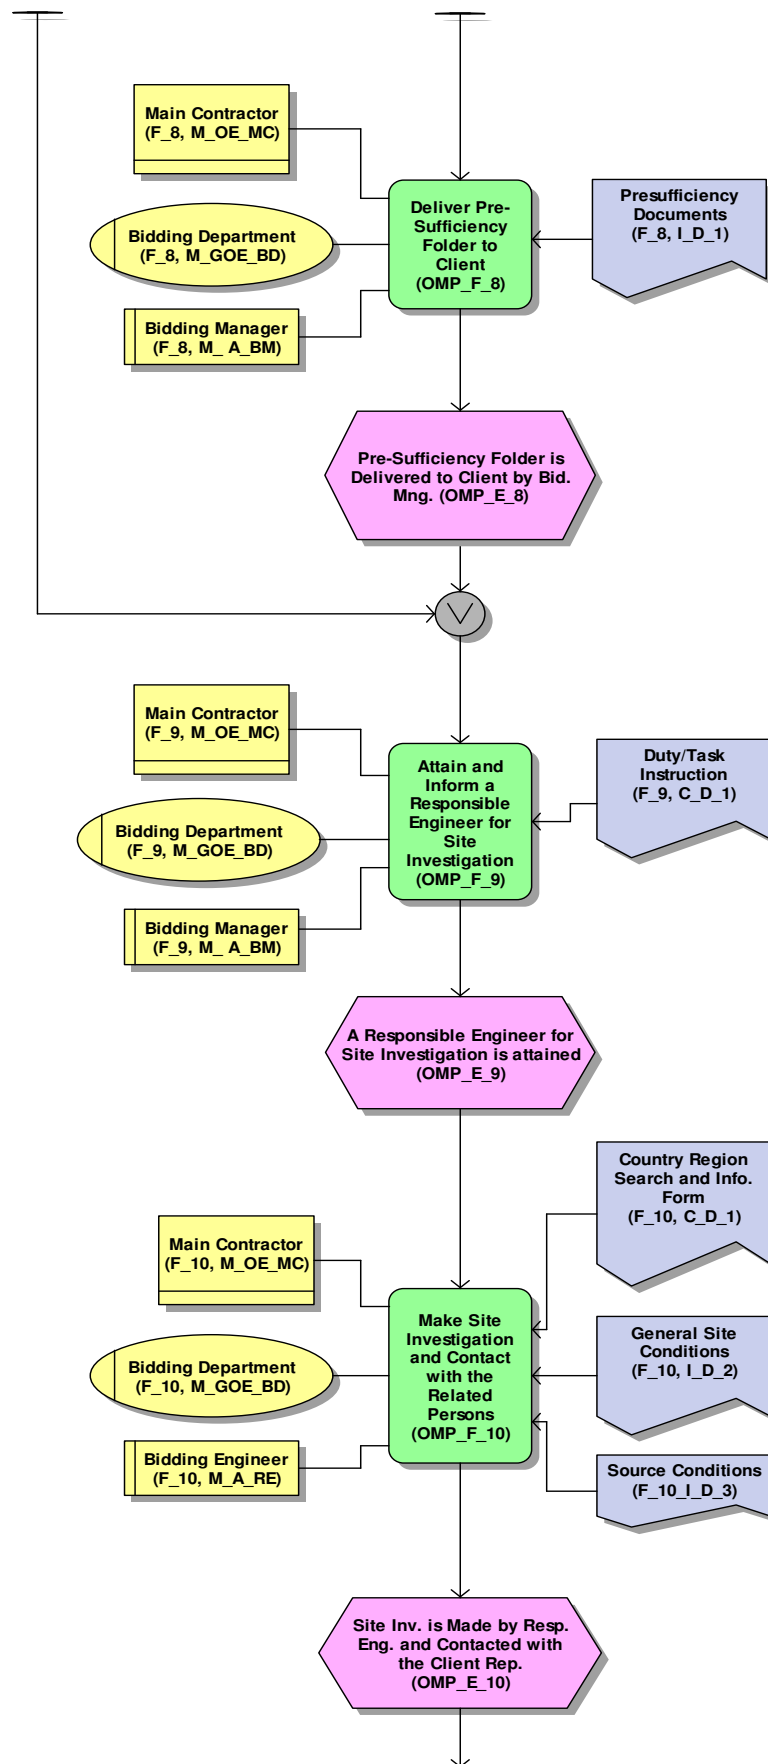 Main Contractor
(F_8, M_OE_MC)
Deliver Pre-
Sufficiency
Folder to
Client
(OMP_F_8)
Presufficiency
Documents
(F_8, I_D_1)
Bidding Department
(F_8, M_GOE_BD)
Bidding Manager
(F_8, M_ A_BM)
Pre-Sufficiency Folder is
Delivered to Client by Bid.
Mng. (OMP_E_8)
Main Contractor
(F_9, M_OE_MC)
Attain and
Inform a
Responsible
Engineer for
Site
Investigation
(OMP_F_9)
Duty/Task
Instruction
(F_9, C_D_1)
Bidding Department
(F_9, M_GOE_BD)
Bidding Manager
(F_9, M_ A_BM)
A Responsible Engineer for
Site Investigation is attained
(OMP_E_9)
Country Region
Search and Info.
Form
(F_10, C_D_1)
Main Contractor
(F_10, M_OE_MC)
Make Site
Investigation
and Contact
with the
Related
Persons
(OMP_F_10)
General Site
Conditions
(F_10, I_D_2)
Bidding Department
(F_10, M_GOE_BD)
Bidding Engineer
(F_10, M_A_RE)
Source Conditions
(F_10_I_D_3)
Site Inv. is Made by Resp.
Eng. and Contacted with
the Client Rep.
(OMP_E_10)